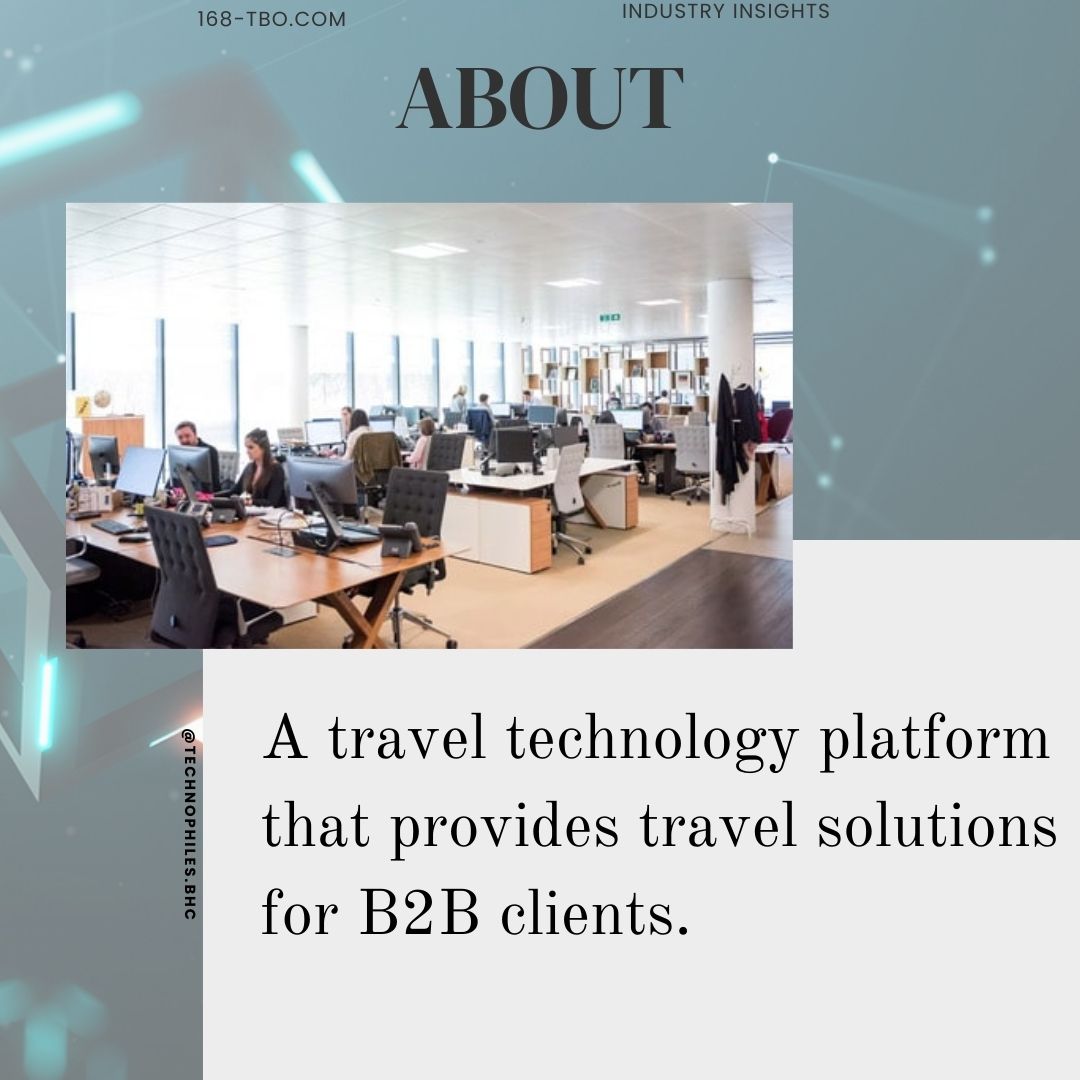 168-TBO.COM
INDUSTRY INSIGHTS
ABOUT
A travel technology platform
that provides travel solutions
for B2B clients.
@TECHNOPHILES.BHC